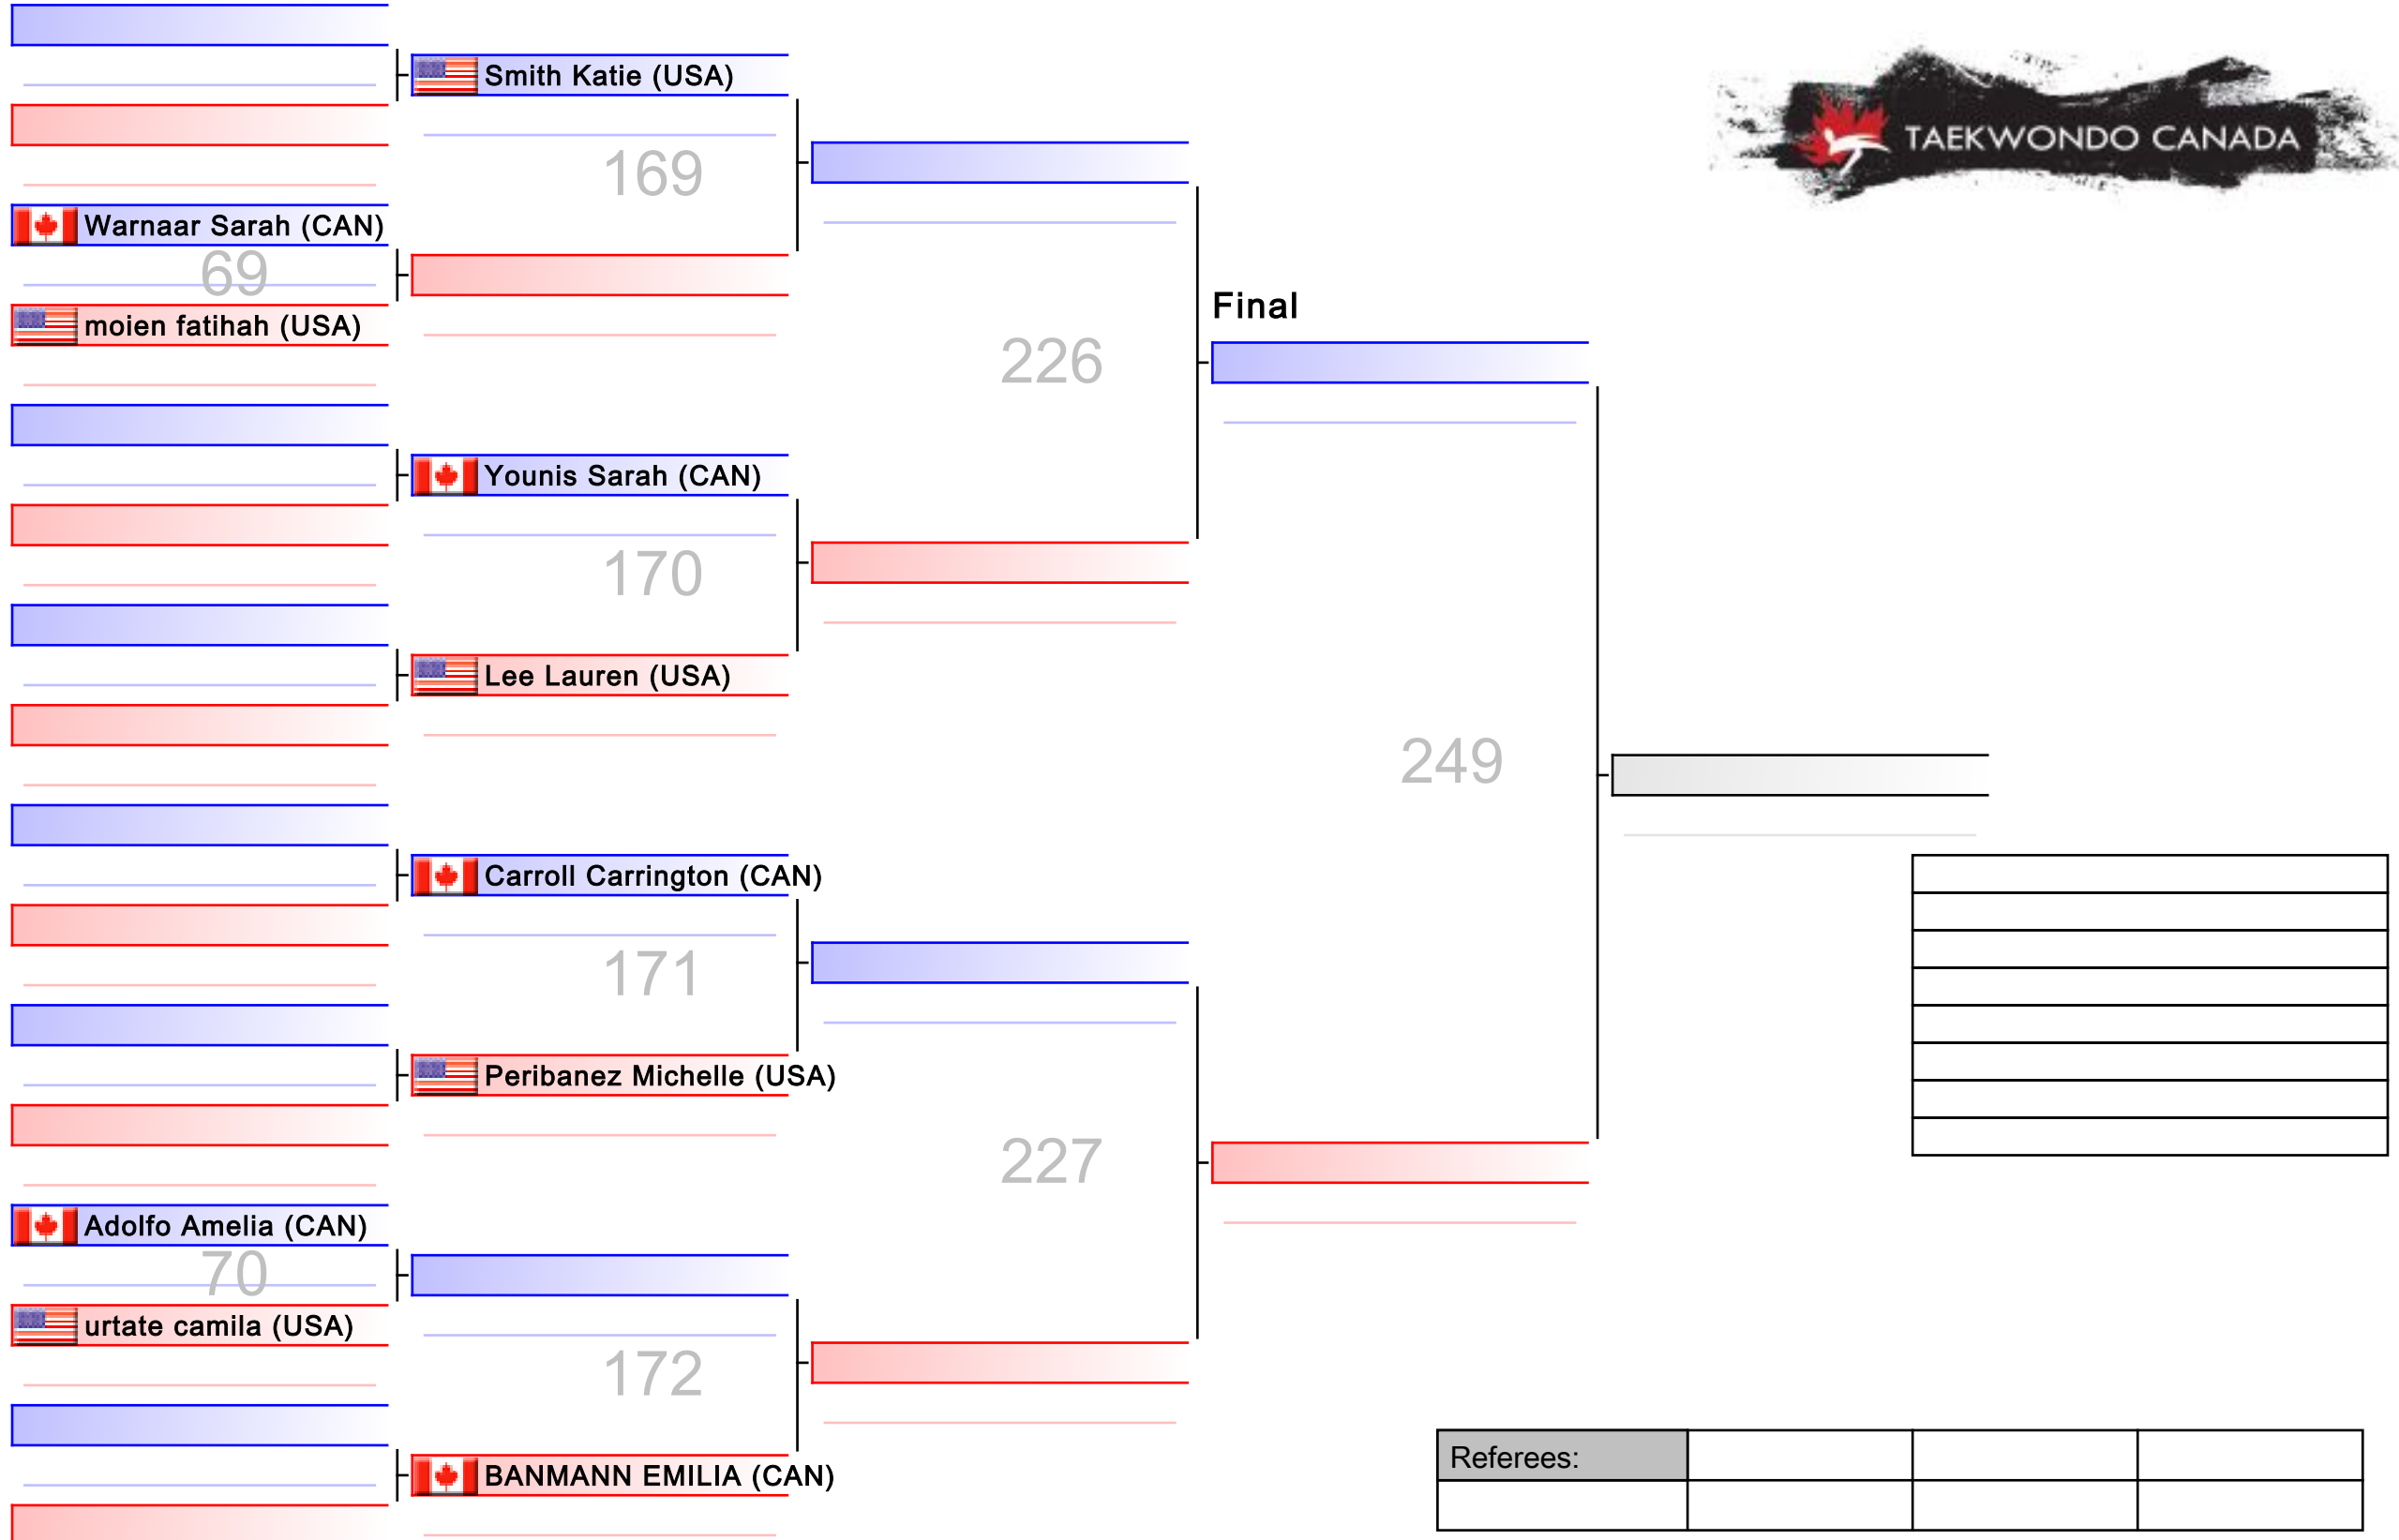 Smith Katie (USA)
TAEKWONDO CANADA
169
Warnaar Sarah (CAN)
69
moien fatihah (USA)
Final
226
Younis Sarah (CAN)
170
Lee Lauren (USA)
249
Carroll Carrington (CAN)
171
Peribanez Michelle (USA)
227
Adolfo Amelia (CAN)
70
urtate camila (USA)
172
Referees:
BANMANN EMILIA (CAN)